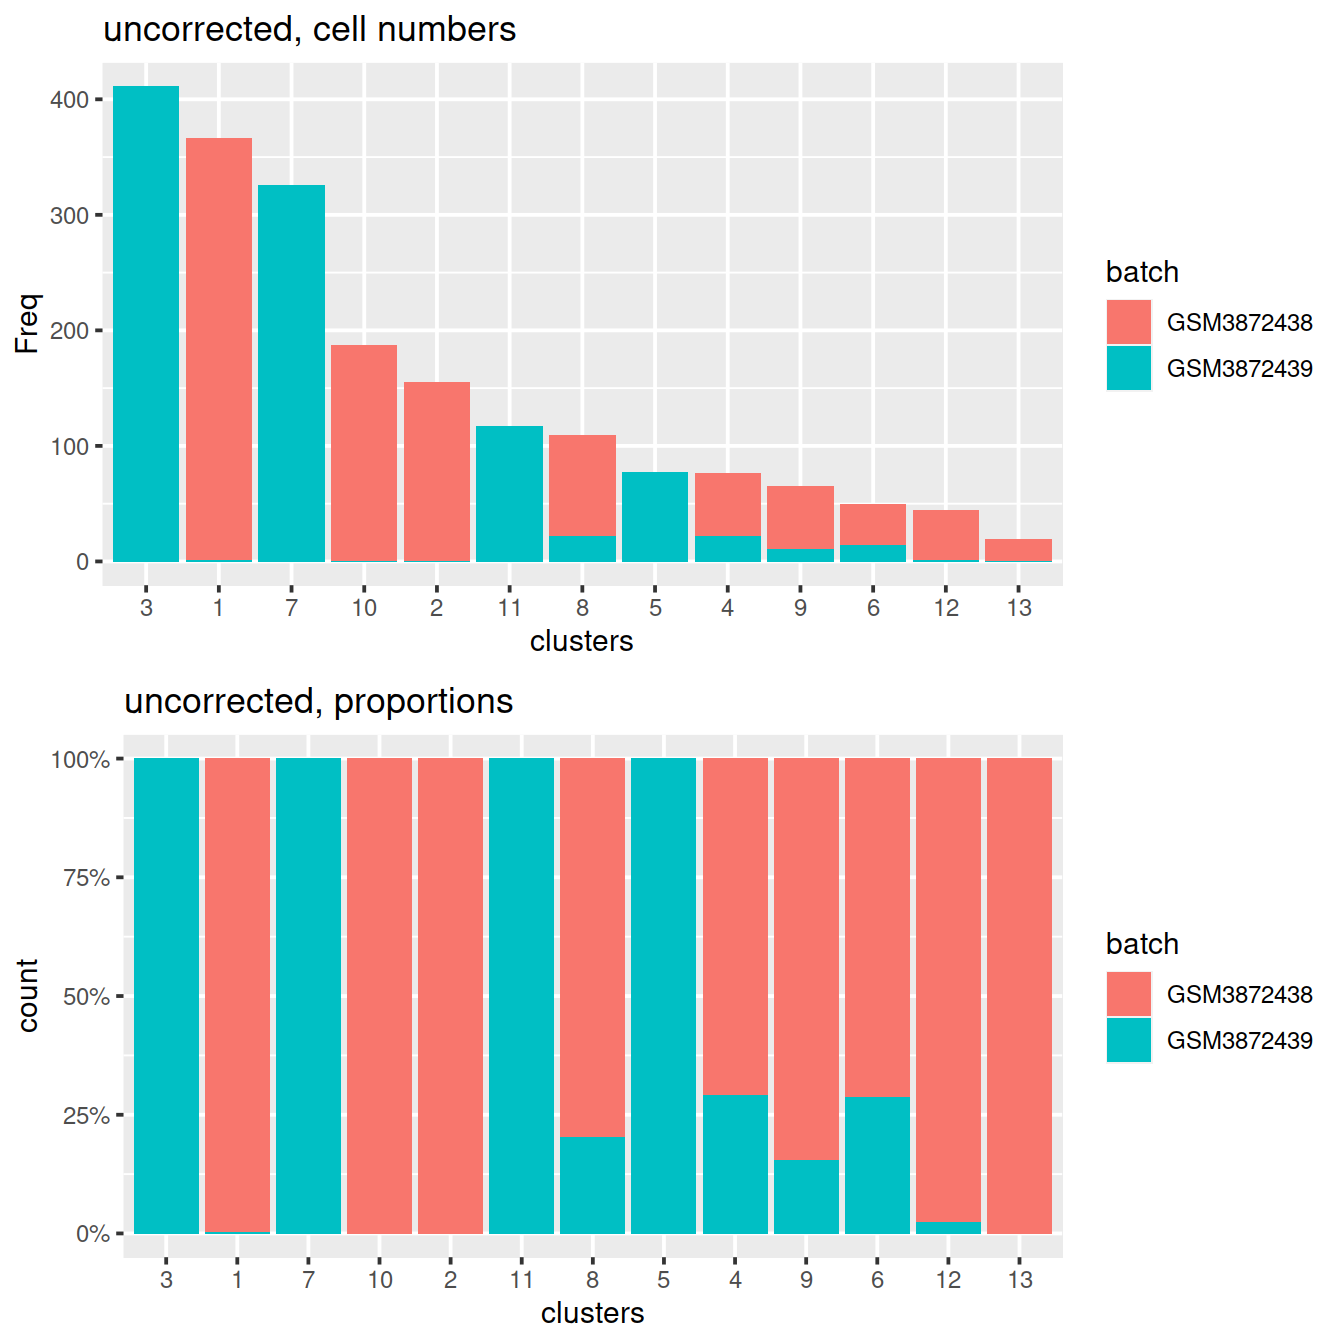 uncorrected, cell numbers
400
300
200
100
0
Freq
3 1 7 10 2 11 8 5 4 9 6 12 13
clusters
batch
GSM3872438
GSM3872439
uncorrected, proportions
100%
75%
50%
25%
0%
count
3 1 7 10 2 11 8 5 4 9 6 12 13
clusters
batch
GSM3872438
GSM3872439